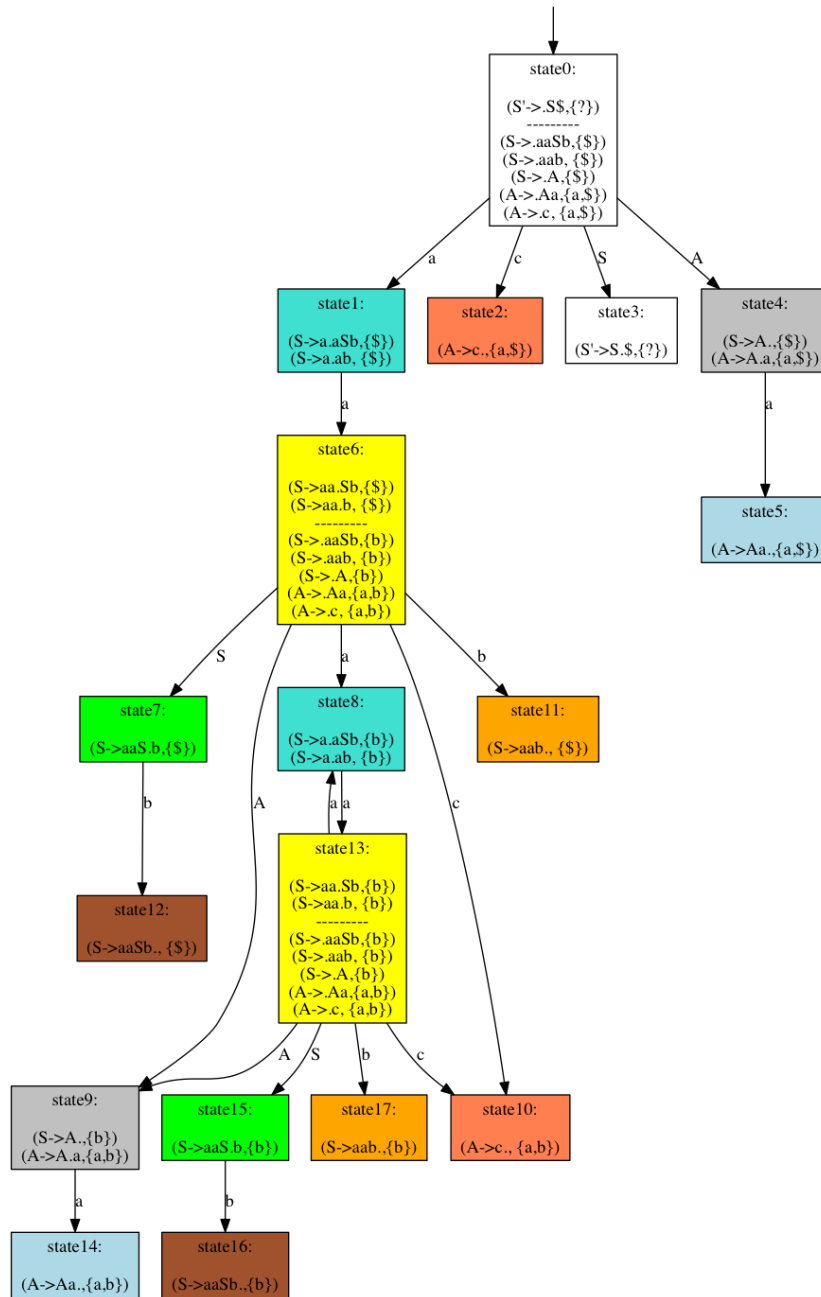 state0:
(S'->.S$,{?})
---------
(S->.aaSb,{$})
(S->.aab, {$})
(S->.A,{$})
(A->.Aa,{a,$})
(A->.c, {a,$})
a
c
S
A
state1:
(S->a.aSb,{$})
(S->a.ab, {$})
state2:
(A->c.,{a,$})
state3:
(S'->S.$,{?})
state4:
(S->A.,{$})
(A->A.a,{a,$})
a
a
state6:
(S->aa.Sb,{$})
(S->aa.b, {$})
---------
(S->.aaSb,{b})
(S->.aab, {b})
(S->.A,{b})
(A->.Aa,{a,b})
(A->.c, {a,b})
state5:
(A->Aa.,{a,$})
S
a
b
state7:
(S->aaS.b,{$})
state8:
(S->a.aSb,{b})
(S->a.ab, {b})
state11:
(S->aab., {$})
b
A
a
a
c
state13:
(S->aa.Sb,{b})
(S->aa.b, {b})
---------
(S->.aaSb,{b})
(S->.aab, {b})
(S->.A,{b})
(A->.Aa,{a,b})
(A->.c, {a,b})
state12:
(S->aaSb., {$})
A
S
b
c
state9:
(S->A.,{b})
(A->A.a,{a,b})
state15:
(S->aaS.b,{b})
state17:
(S->aab.,{b})
state10:
(A->c., {a,b})
a
b
state14:
(A->Aa.,{a,b})
state16:
(S->aaSb.,{b})